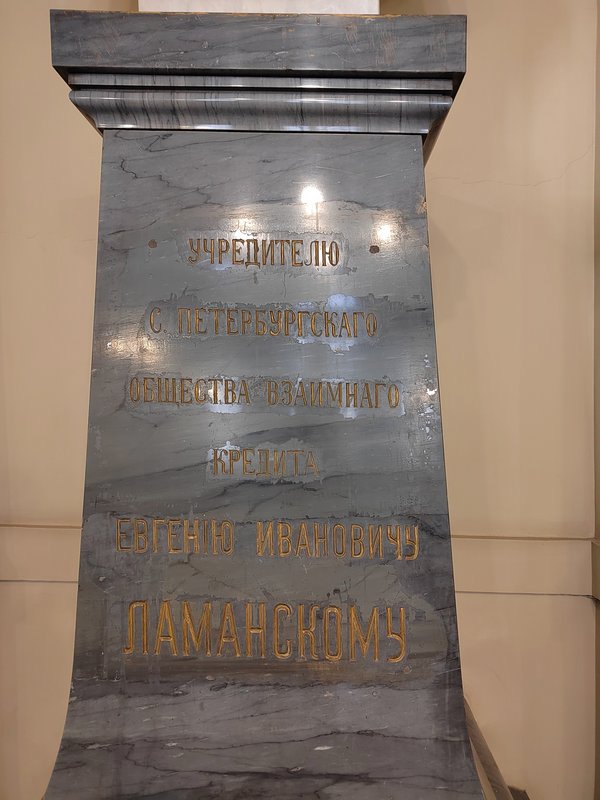 УЧРЕДИТЕЛЮ
С. ПЕТЕРБУРГСКАГО
ОБЩЕСТВА ВЗАИМНАГО
КРЕДИТА
ЕВГЕНІЮ ИВАНОВИЧУ
ЛАМАНСКОМУ